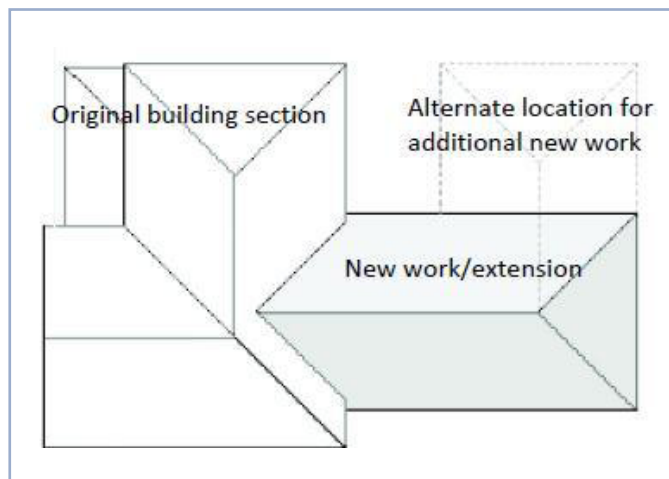 Original building section
Alternate location for
additional new work
New work/extension